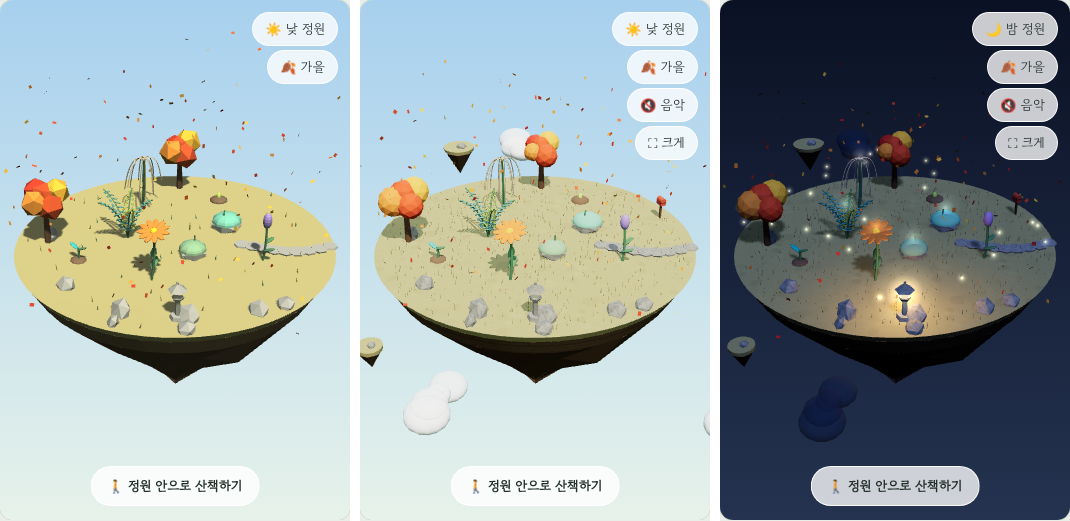 ☀️ 낮 정원
🍂 가을
🚶 정원 안으로 산책하기
☀️ 낮 정원
🍂 가을
🔇 음악
⛶ 크게
🚶 정원 안으로 산책하기
🌙 밤 정원
🍂 가을
🔇 음악
⛶ 크게
🚶 정원 안으로 산책하기